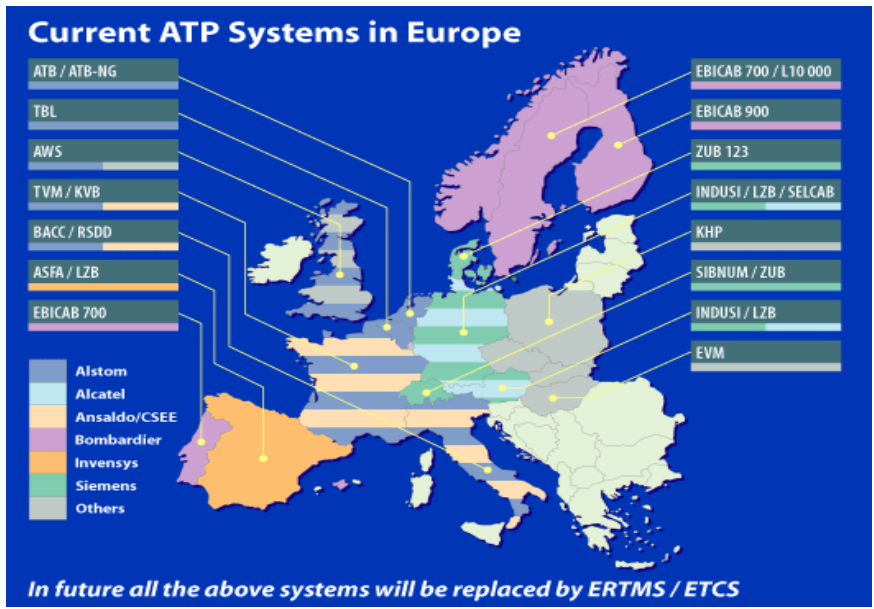 Current ATP Systems in Europe
ATB / ATB-NG
TBL
AWS
TVM / KVB
BACC / RSDD
ASFA / LZB
EBICAB 700
EBICAB 700 / L10 000
EBICAB 900
ZUB 123
INDUSI / LZB / SELCAB
KHP
SIBNUM / ZUB
INDUSI / LZB
EVM
Alstom
Alcatel
Ansaldo/CSEE
Bombardier
Invensys
Siemens
Others
In future all the above systems will be replaced by ERTMS / ETCS